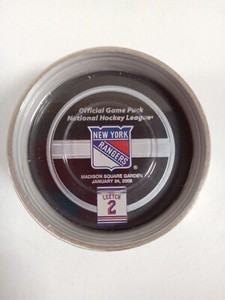 Official Game Puck
National Hockey League®
NEW YORK
RANGERS
®
MADISON SQUARE GARDEN
JANUARY 24, 2008
LEETCH
2